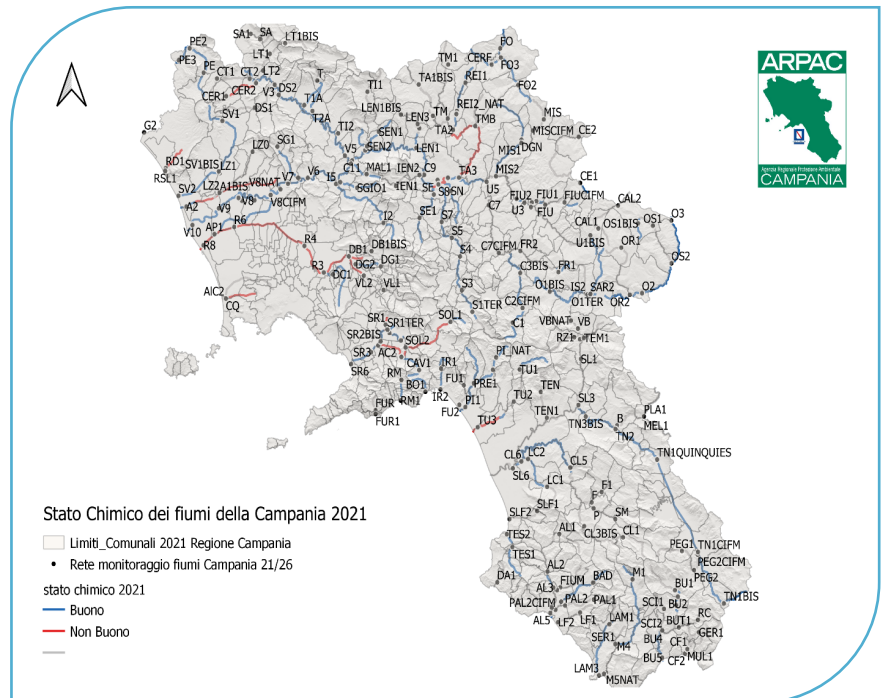 ARPAC
Agenzia Regionale Protezione Ambientale
CAMPANIA
SA1 SA LT1BIS
PE2 LT1
PE3 PE CT1 CT2 LT2 T
CER1 CER2 V3 DS2
SV1 DS1 T1A T2A
TI1 TA1BIS TM1 CERF FO
REI1 FO3 FO2
LEN1BIS LEN3 TM REI2_NAT
TA2 TMB MIS
MISCIFM CE2
G2 LZ0 SG1 TI2 SEN1
SEN2 LEN1 MIS1 DGN
RD1 SV1BIS LZ1 V5
RSL1 C11 MAL1 IEN2 C9 TA3 MIS2
SV2 LZ2 A1BIS V8NAT V7 V6 I5 SGIO1 IEN1 SE S8SN U5 CE1
A2 V9 V8 V8CIFM C7 FIU2 FIU1 FIUCIFM CAL2
U3 FIU
V10 AP1 R6 I2 SE1 S7 CAL1 OS1BIS OS1 O3
R8 R4 S5 U1BIS OR1
DB1 DB1BIS S4 C7CIFM FR2 OS2
R3 DC1 DG2 DG1 C3BIS FR1
VL2 VL1 S3 O1BIS IS2 SAR2 O2
AIC2 C2CIFM O1TER OR2
CQ S1TER
SR1 SR1TER SOL1 C1 VBNAT VB
SR2BIS RZ1 TEM1
SR3 AC2 SOL2
SR6 CAV1 IR1 PI_NAT SL1
RM FU1 TU1
BO1 PRE1
FUR RM1 IR2 PI1 TU2 TEN SL3
FUR1 FU2 TU3 TEN1 TN3BIS B PLA1
TN2 MEL1
CL6 LC2 CL5 TN1QUINQUIES
SL6 LC1 F F1
SLF2 SLF1 P SM
TES2 AL1 CL3BIS CL1
TES1 PEG1 TN1CIFM
DA1 AL2 PEG2CIFM
AL3 FIUM BAD M1 PEG2
PAL2CIFM PAL2 PAL1 BU1 TN1BIS
AL5 LF2 LF1 LAM1 SCI1 BU2 RC
SER1 SCI2 BUT1 GER1
M4 BU4 CF1
BU5 CF2 MUL1
LAM3 M5NAT
Stato Chimico dei fiumi della Campania 2021
Limiti_Comunali 2021 Regione Campania
Rete monitoraggio fiumi Campania 21/26
stato chimico 2021
Buono
Non Buono